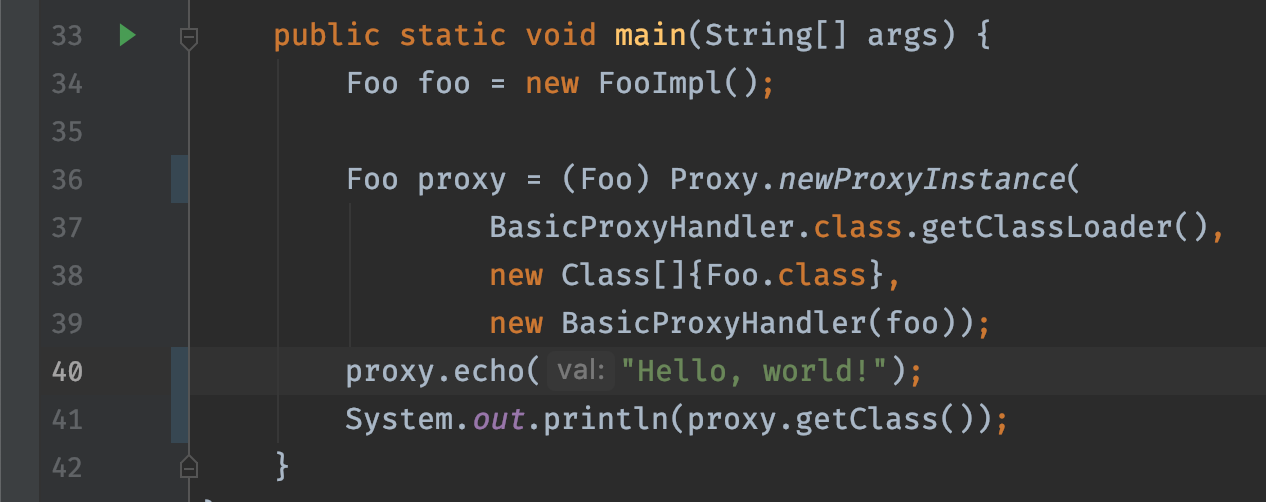 33 public static void main(String[] args) {
34 Foo foo = new FooImpl();
35
36 Foo proxy = (Foo) Proxy.newProxyInstance(
37 BasicProxyHandler.class.getClassLoader(),
38 new Class[]{Foo.class},
39 new BasicProxyHandler(foo));
40 proxy.echo( val: "Hello, world!");
41 System.out.println(proxy.getClass());
42 }